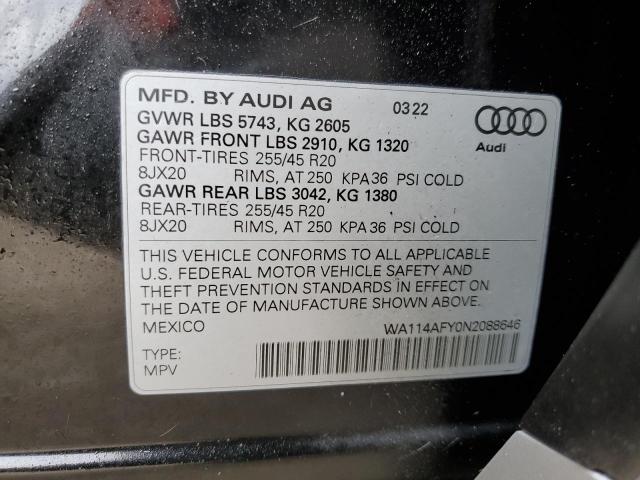 MFD. BY AUDI AG 03 22
GVWR LBS 5743, KG 2605
GAWR FRONT LBS 2910, KG 1320
FRONT-TIRES 255/45 R20
8JX20 RIMS, AT 250 KPA 36 PSI COLD
GAWR REAR LBS 3042, KG 1380
REAR-TIRES 255/45 R20
8JX20 RIMS, AT 250 KPA 36 PSI COLD
Audi
THIS VEHICLE CONFORMS TO ALL APPLICABLE
U.S. FEDERAL MOTOR VEHICLE SAFETY AND
THEFT PREVENTION STANDARDS IN EFFECT ON
THE DATE OF MANUFACTURE SHOWN ABOVE.
MEXICO WA114AFY0N2088646
TYPE:
MPV